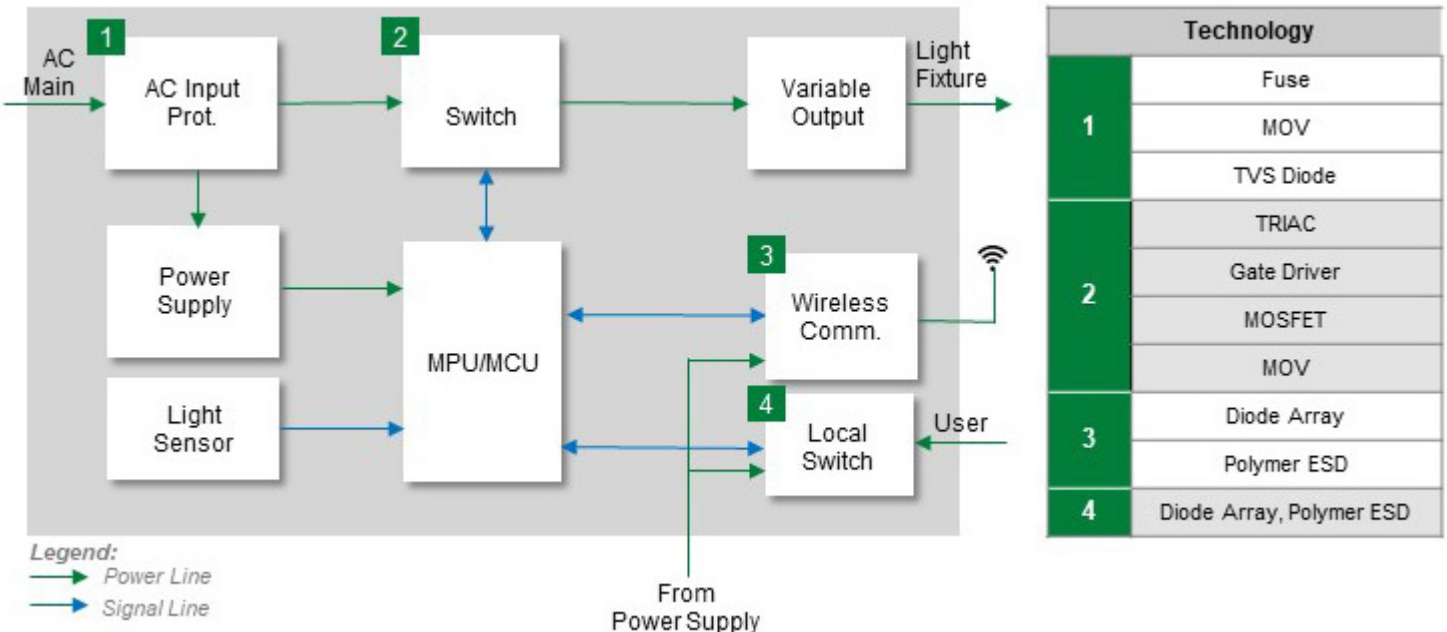 1
AC
Main
AC Input
Prot.
2
Switch
Variable
Output
Light
Fixture
Power
Supply
MPU/MCU
3
Wireless
Comm.
Light
Sensor
4
Local
Switch
User
From
Power Supply
Legend:
Power Line
Signal Line
Technology
1
Fuse
MOV
TVS Diode
2
TRIAC
Gate Driver
MOSFET
MOV
3
Diode Array
Polymer ESD
4
Diode Array, Polymer ESD